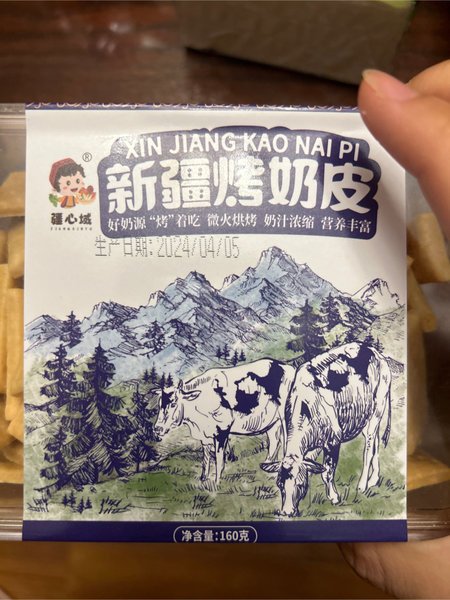 XIN JIANG KAO NAI PI
®
新疆烤奶皮
疆心域
好奶源“烤”着吃 微火烘烤 奶汁浓缩 营养丰富
生产日期:2024/04/05
净含量:160克